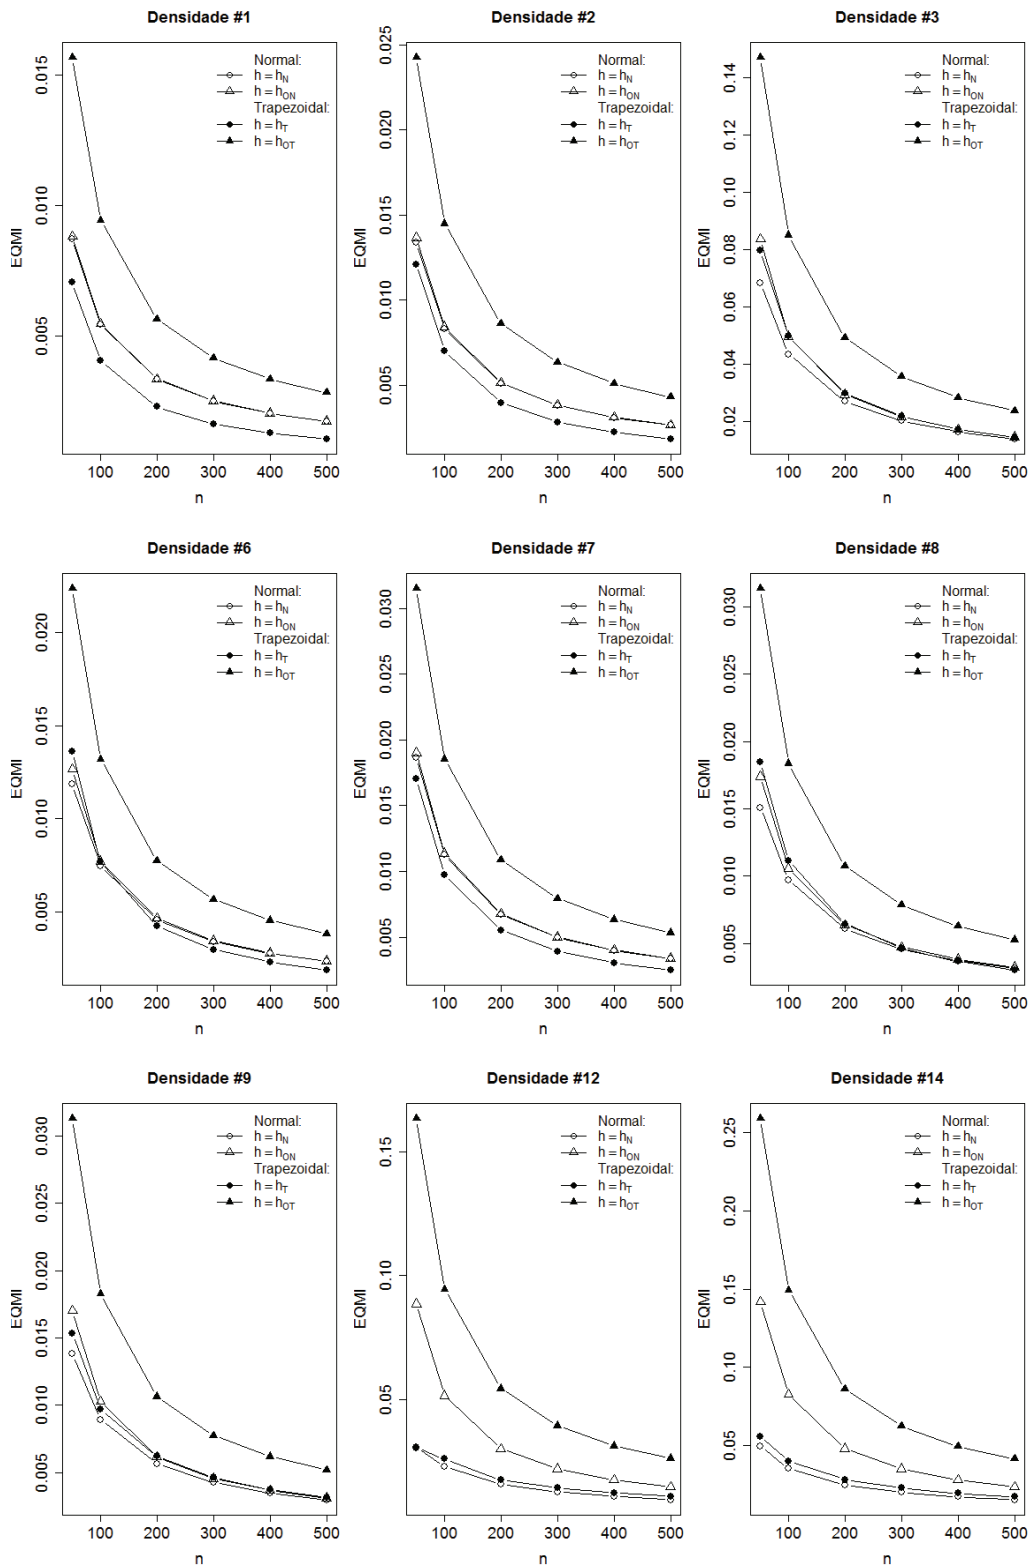 Densidade #1
EQMI
0.005 0.010 0.015
Normal:
h = hN
h = hON
Trapezoidal:
h = hT
h = hOT
100 200 300 400 500
n
Densidade #2
EQMI
0.005 0.010 0.015 0.020 0.025
Normal:
h = hN
h = hON
Trapezoidal:
h = hT
h = hOT
100 200 300 400 500
n
Densidade #3
EQMI
0.02 0.04 0.06 0.08 0.10 0.12 0.14
Normal:
h = hN
h = hON
Trapezoidal:
h = hT
h = hOT
100 200 300 400 500
n
Densidade #6
EQMI
0.005 0.010 0.015 0.020
Normal:
h = hN
h = hON
Trapezoidal:
h = hT
h = hOT
100 200 300 400 500
n
Densidade #7
EQMI
0.005 0.010 0.015 0.020 0.025 0.030
Normal:
h = hN
h = hON
Trapezoidal:
h = hT
h = hOT
100 200 300 400 500
n
Densidade #8
EQMI
0.005 0.010 0.015 0.020 0.025 0.030
Normal:
h = hN
h = hON
Trapezoidal:
h = hT
h = hOT
100 200 300 400 500
n
Densidade #9
EQMI
0.005 0.010 0.015 0.020 0.025 0.030
Normal:
h = hN
h = hON
Trapezoidal:
h = hT
h = hOT
100 200 300 400 500
n
Densidade #12
EQMI
0.05 0.10 0.15
Normal:
h = hN
h = hON
Trapezoidal:
h = hT
h = hOT
100 200 300 400 500
n
Densidade #14
EQMI
0.05 0.10 0.15 0.20 0.25
Normal:
h = hN
h = hON
Trapezoidal:
h = hT
h = hOT
100 200 300 400 500
n